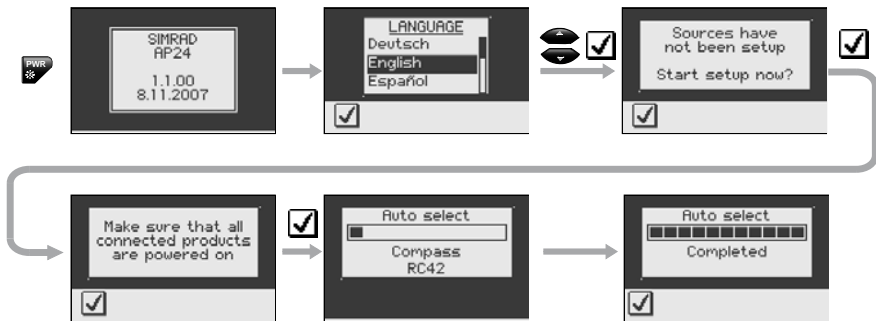 PWR
SIMRAD
AP24
1.1.00
8.11.2007
LANGUAGE
Deutsch
English
Español
Sources have
not been setup
Start setup now?
Make sure that all
connected products
are powered on
Auto select
Compass
RC42
Auto select
Completed